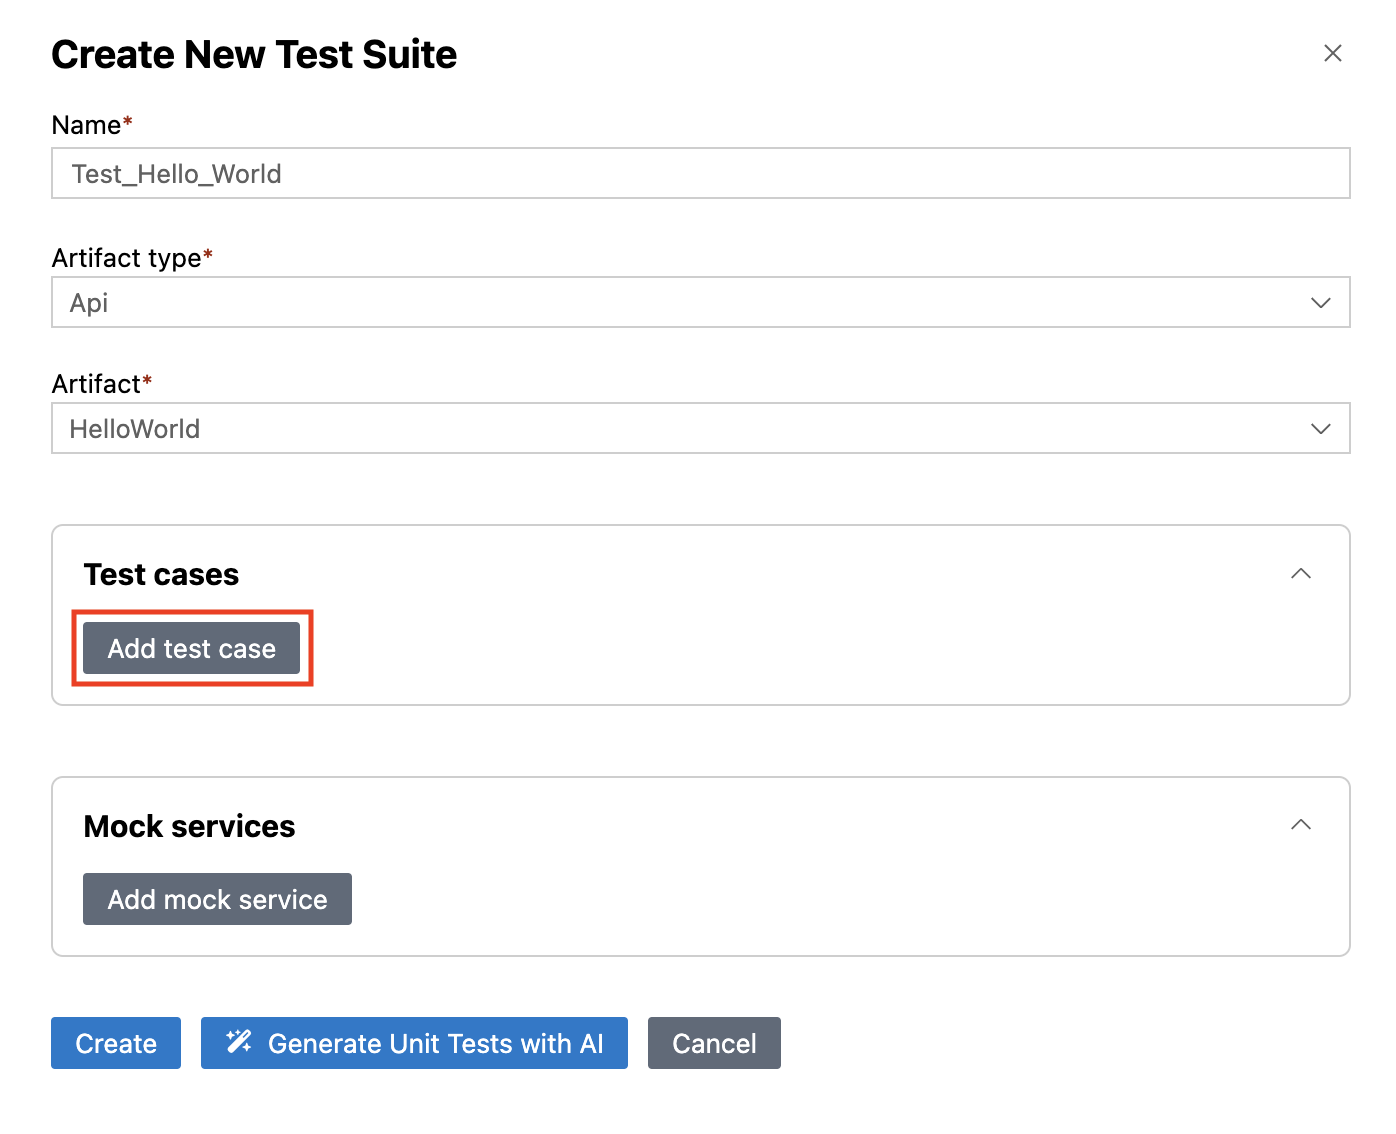 Create New Test Suite
Name*
Test_Hello_World
Artifact type*
Api
Artifact*
HelloWorld
Test cases
Add test case
Mock services
Add mock service
Create Generate Unit Tests with AI Cancel